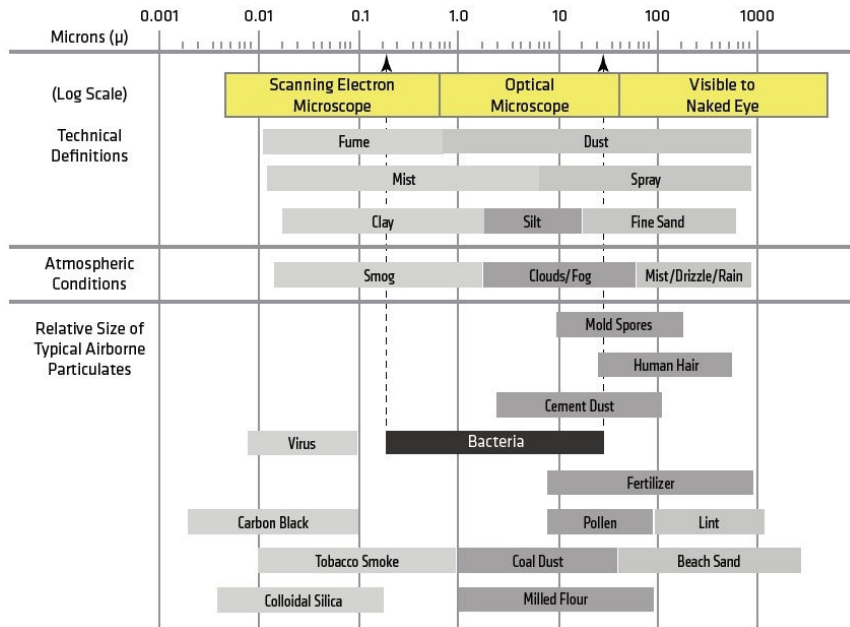 0.001 0.01 0.1 1.0 10 100 1000
Microns (µ)
(Log Scale)
Scanning Electron
Microscope
Optical
Microscope
Visible to
Naked Eye
Technical
Definitions
Fume Dust
Mist Spray
Clay Silt Fine Sand
Atmospheric
Conditions
Smog Clouds/Fog Mist/Drizzle/Rain
Relative Size of
Typical Airborne
Particulates
Mold Spores
Human Hair
Cement Dust
Virus Bacteria
Fertilizer
Carbon Black Pollen Lint
Tobacco Smoke Coal Dust Beach Sand
Colloidal Silica Milled Flour